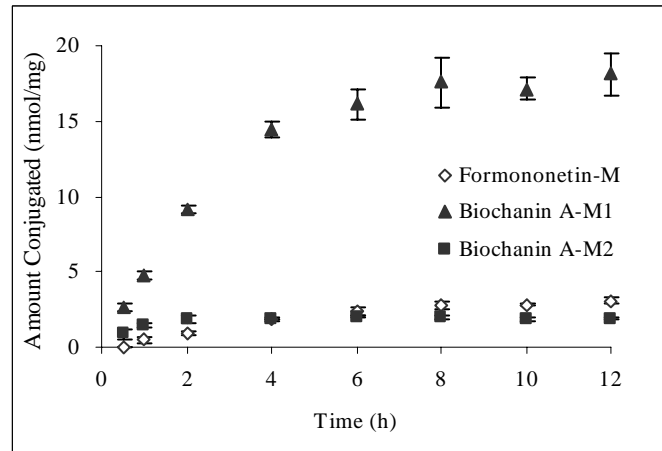 20
15
10
5
0
Amount Conjugated (nmol/mg)
Formononetin-M
Biochanin A-M1
Biochanin A-M2
0 2 4 6 8 10 12
Time (h)